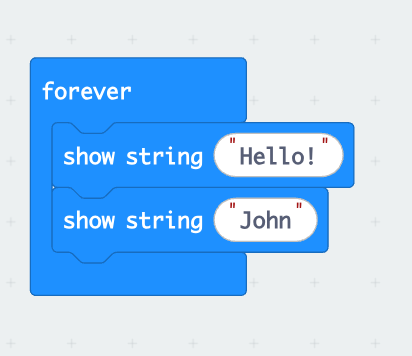 forever
show string "Hello!"
show string "John"